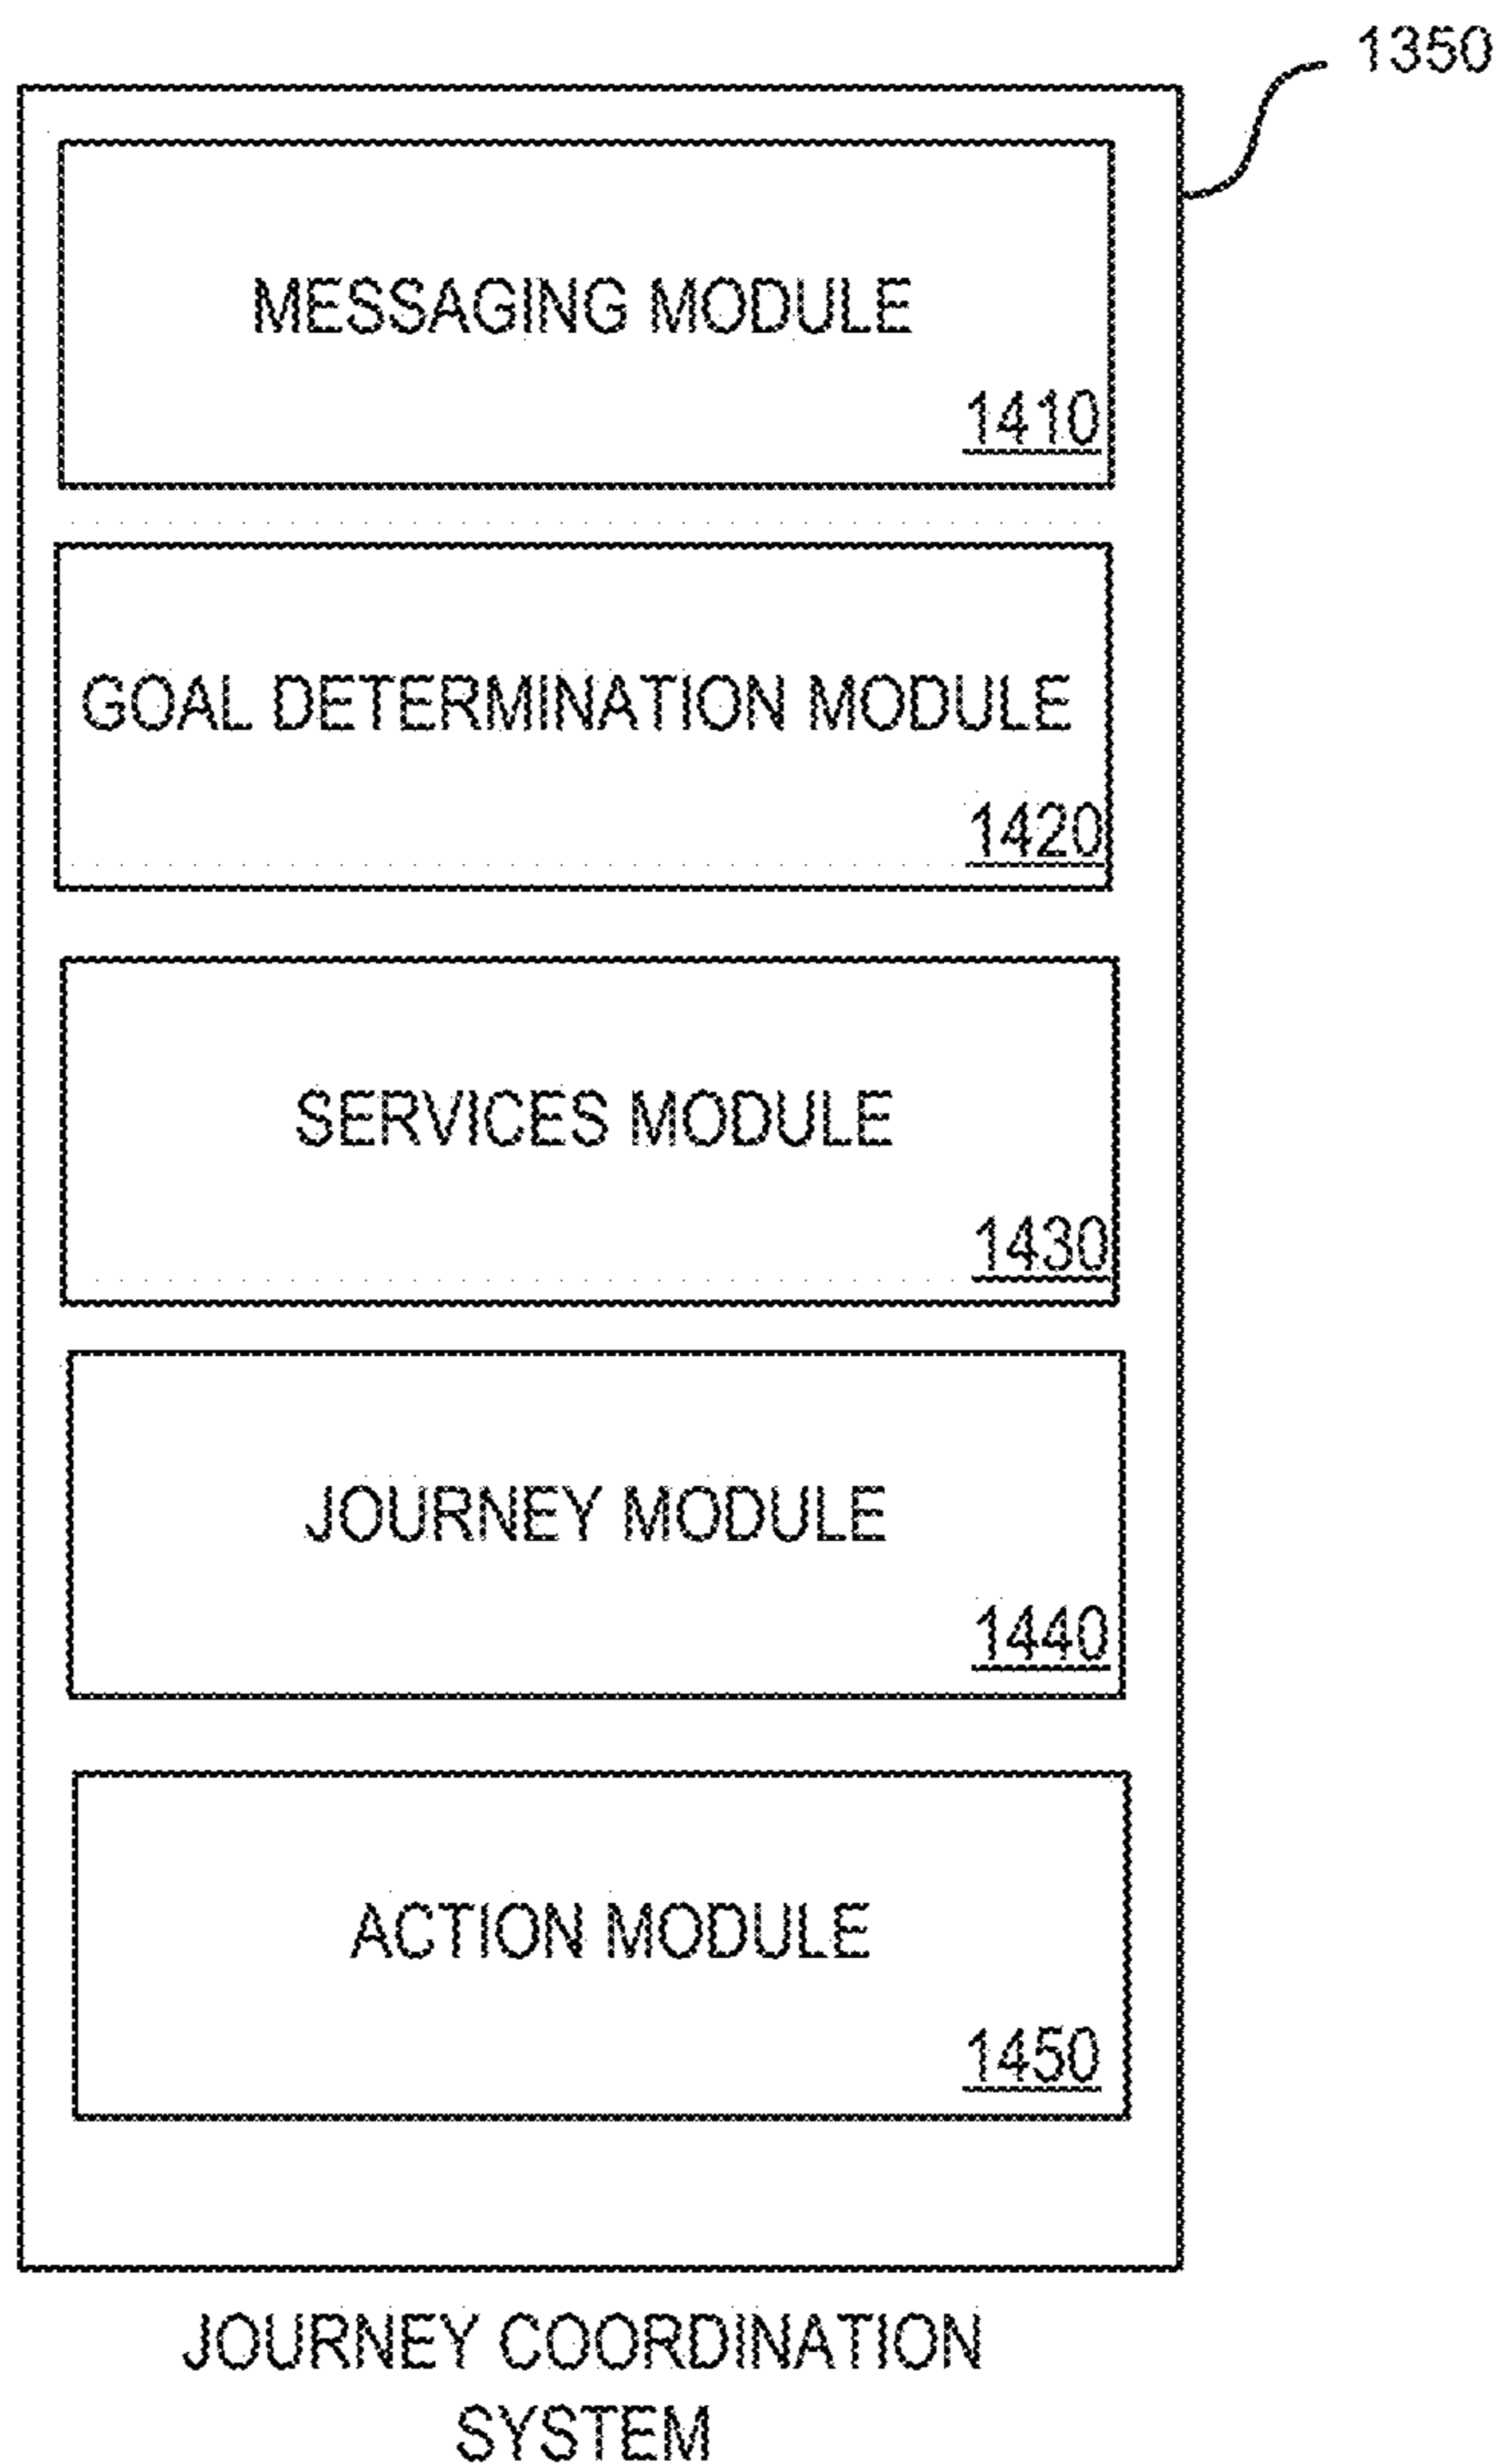 1350
MESSAGING MODULE
1410
GOAL DETERMINATION MODULE
1420
SERVICES MODULE
1430
JOURNEY MODULE
1440
ACTION MODULE
1450
JOURNEY COORDINATION
SYSTEM